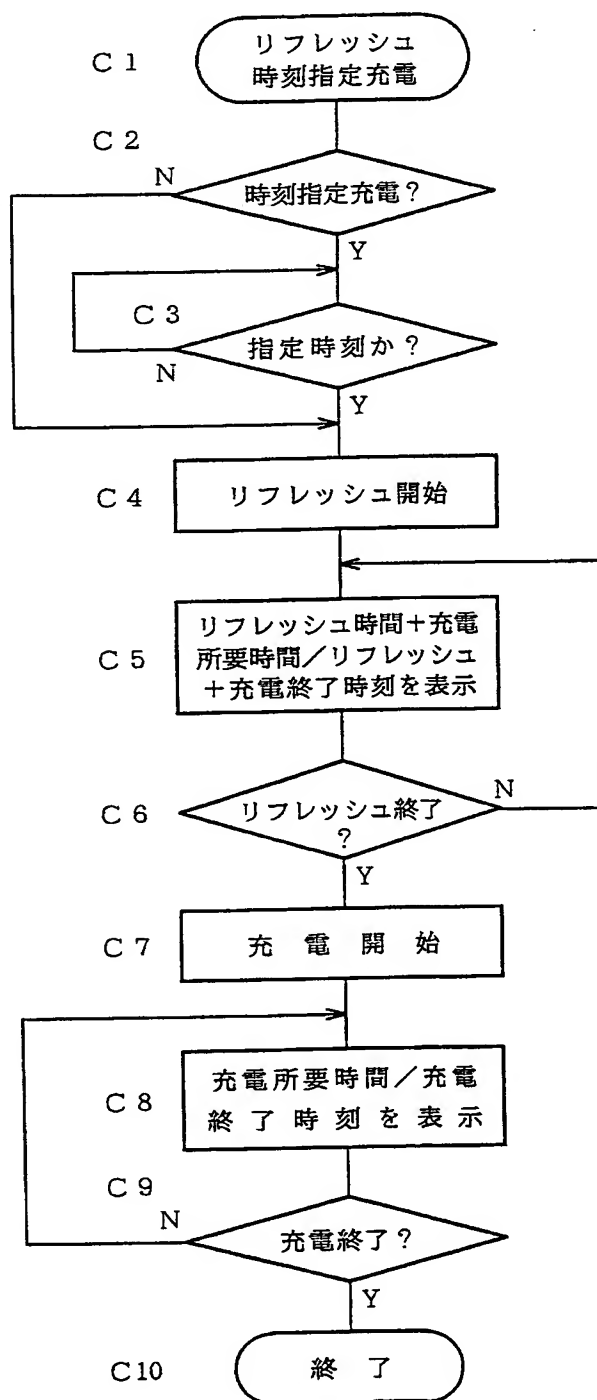 C1
リフレッシュ
時刻指定充電
C2
N
時刻指定充電?
Y
C3
指定時刻か?
N
Y
C4
リフレッシュ開始
C5
リフレッシュ時間+充電
所要時間/リフレッシュ
+充電終了時刻を表示
C6
リフレッシュ終了
?
N
Y
C7
充電開始
C8
充電所要時間/充電
終了時刻を表示
C9
N
充電終了?
Y
C10
終了